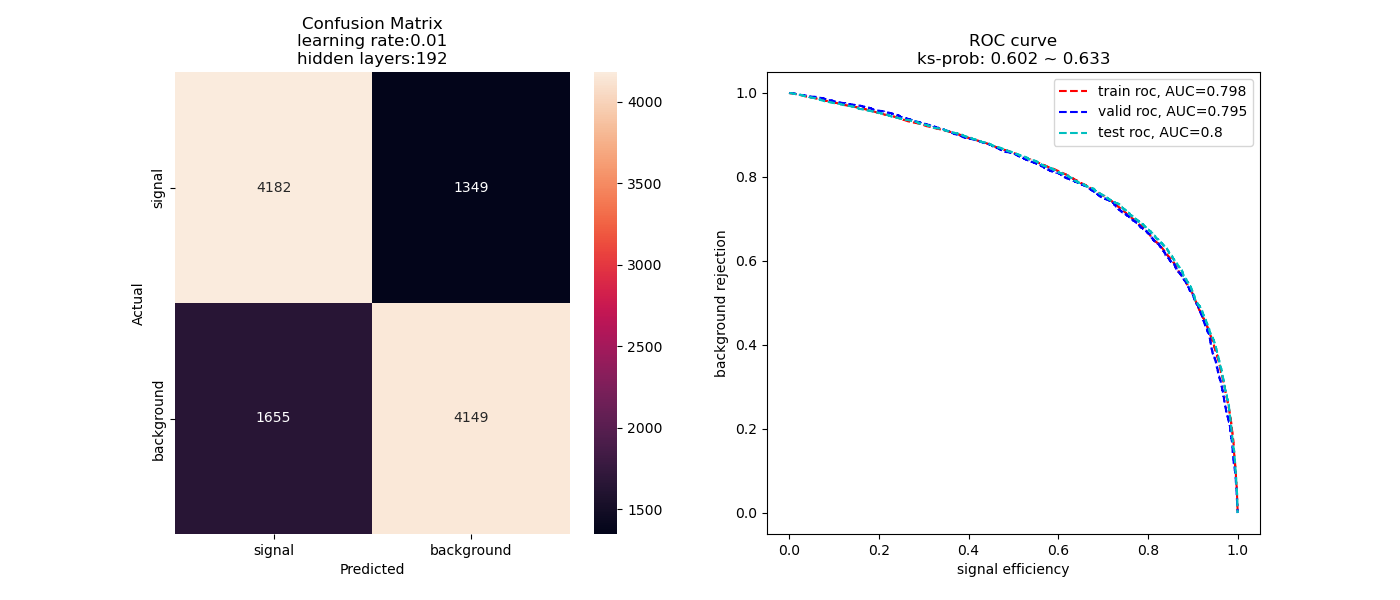 Confusion Matrix
learning rate:0.01
hidden layers:192
signal
background
Actual
4182
1349
1655
4149
signal
background
Predicted
4000
3500
3000
2500
2000
1500
ROC curve
ks-prob: 0.602 ~ 0.633
train roc, AUC=0.798
valid roc, AUC=0.795
test roc, AUC=0.8
background rejection
1.0
0.8
0.6
0.4
0.2
0.0
0.0
0.2
0.4
0.6
0.8
1.0
signal efficiency